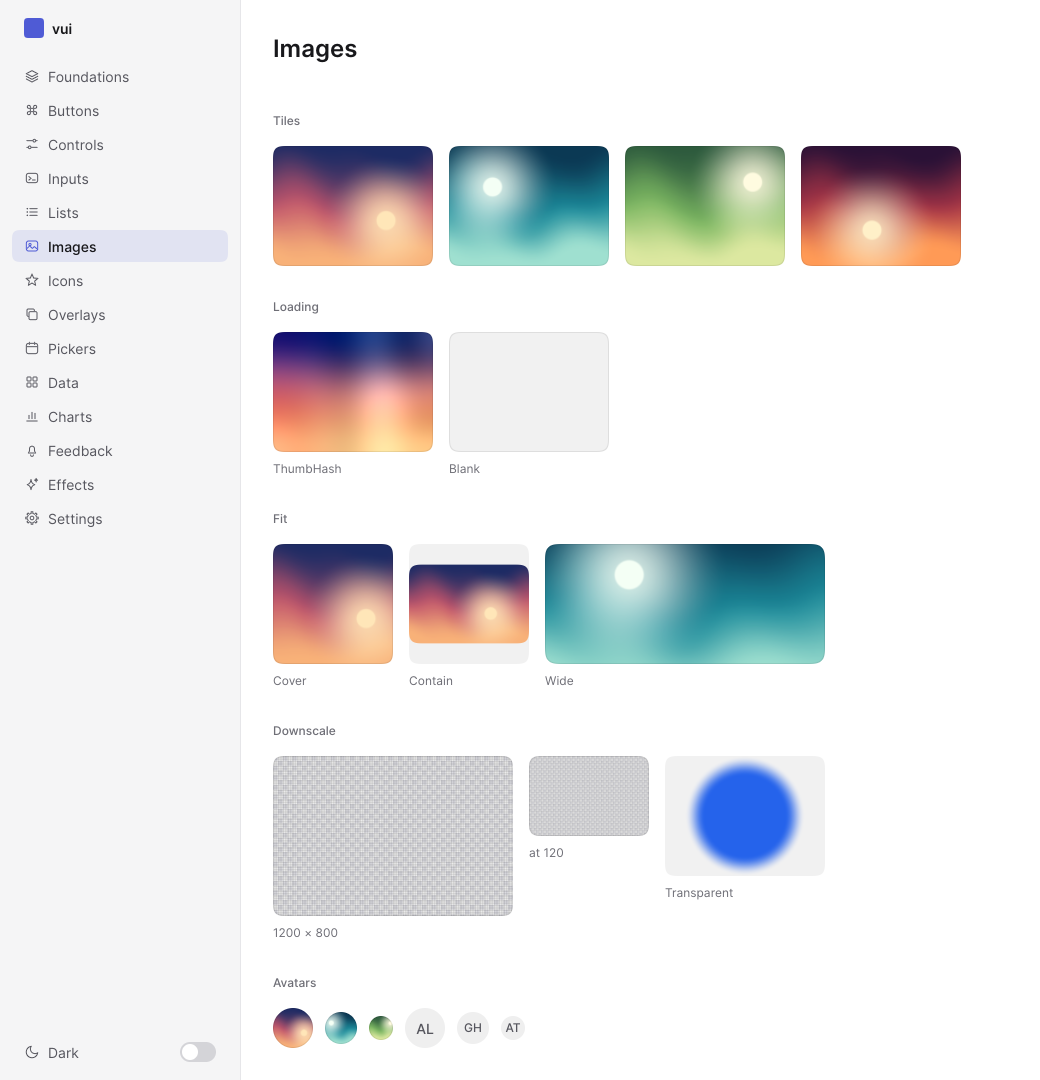 vui
Foundations
Buttons
Controls
Inputs
Lists
Images
Icons
Overlays
Pickers
Data
Charts
Feedback
Effects
Settings
Dark
Images
Tiles
Loading
ThumbHash
Blank
Fit
Cover
Contain
Wide
Downscale
1200 × 800
at 120
Transparent
Avatars
AL
GH
AT